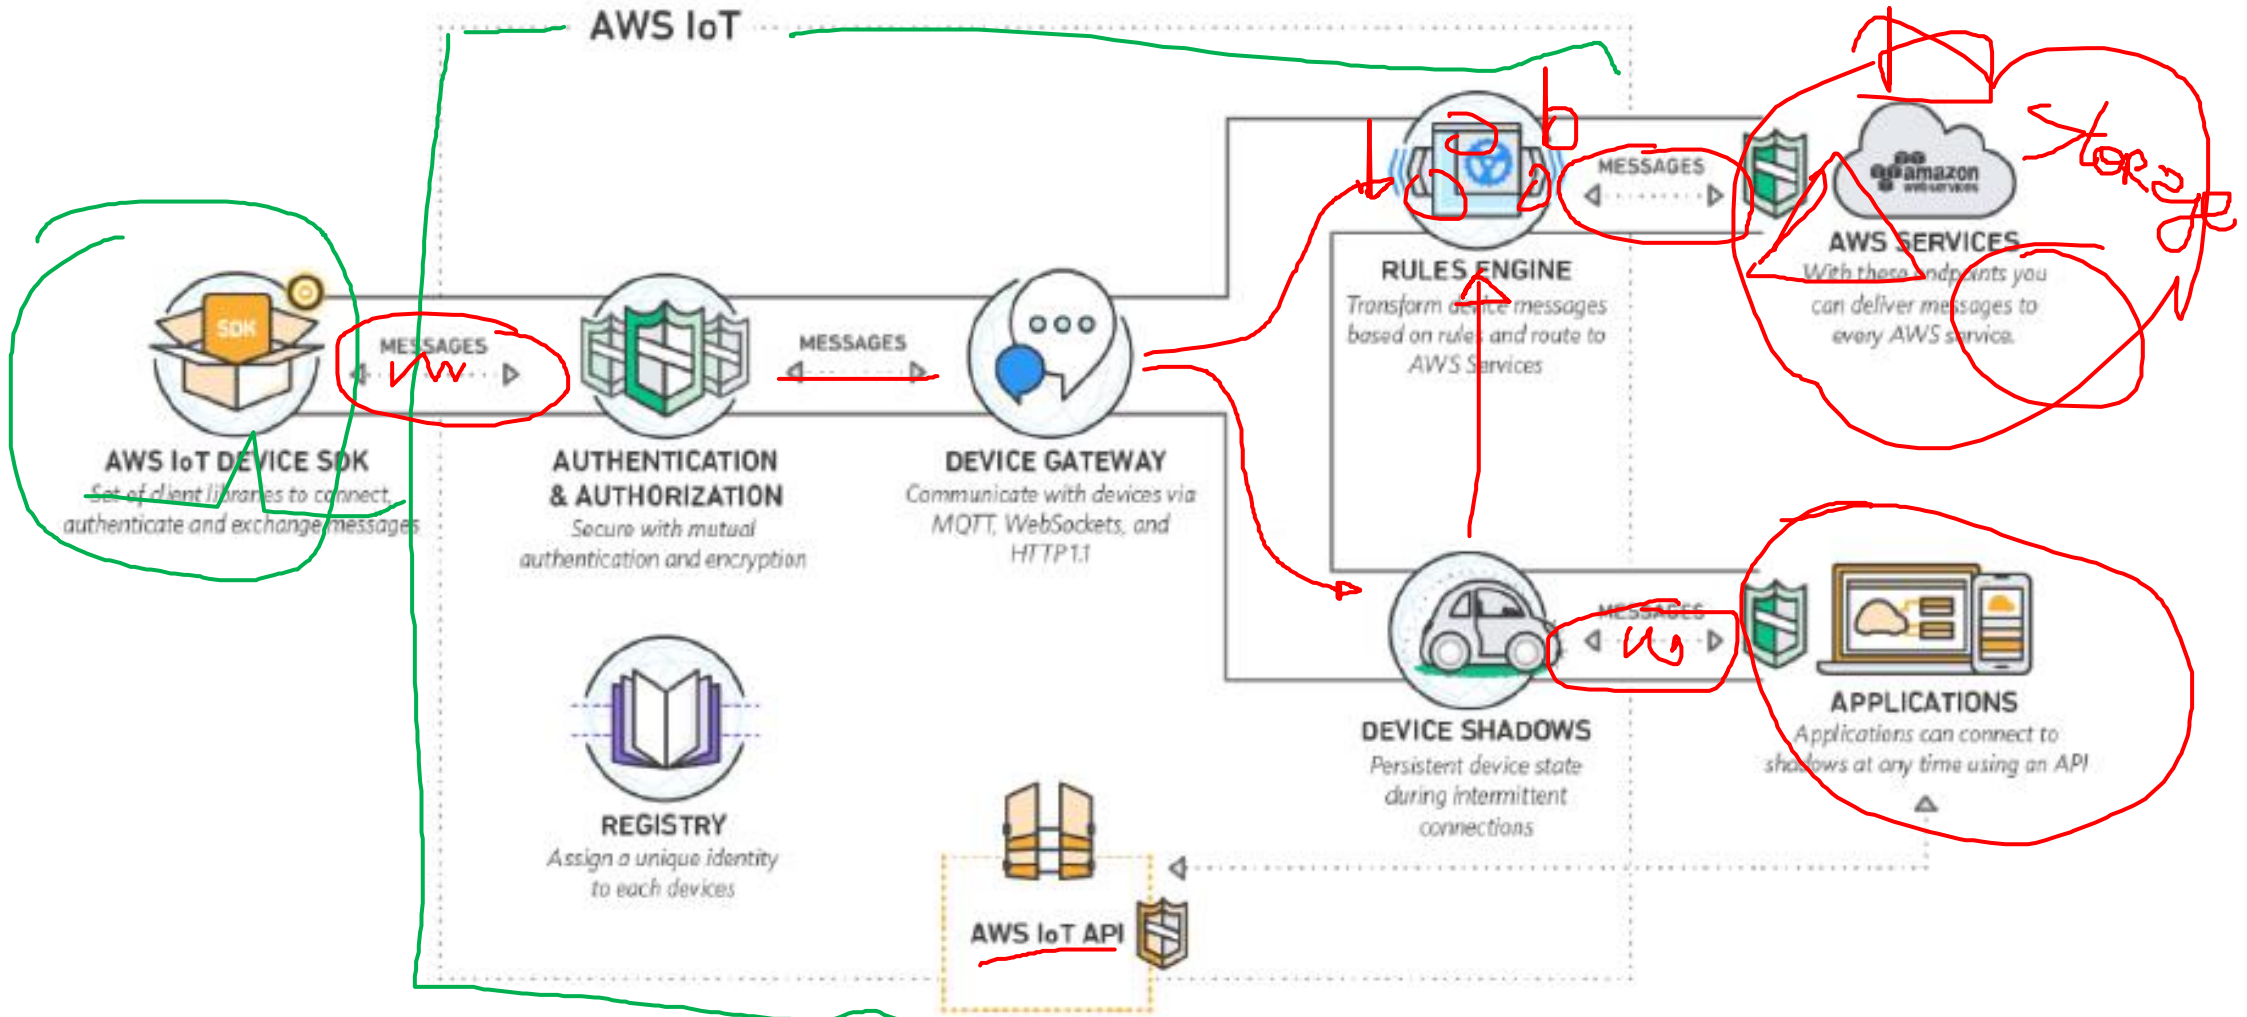 AWS IoT
MESSAGES
amazon
webservices
Storage
AWS SERVICES
With these endpoints you
can deliver messages to
every AWS service.
RULES ENGINE
Transform device messages
based on rules and route to
AWS Services
SDK
MESSAGES
MESSAGES
AWS IoT DEVICE SDK
Set of client libraries to connect,
authenticate and exchange messages
AUTHENTICATION
& AUTHORIZATION
Secure with mutual
authentication and encryption
DEVICE GATEWAY
Communicate with devices via
MQTT, WebSockets, and
HTTP1.1
MESSAGES
DEVICE SHADOWS
Persistent device state
during intermittent
connections
APPLICATIONS
Applications can connect to
shadows at any time using an API
REGISTRY
Assign a unique identity
to each devices
AWS IoT API